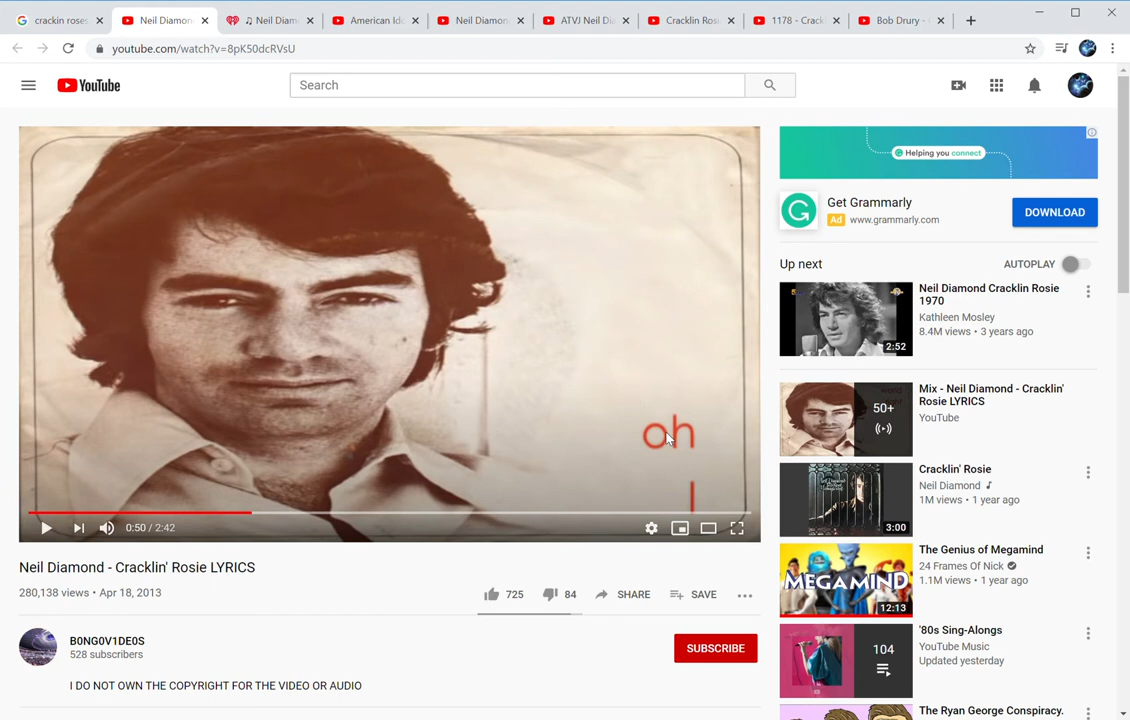 crackin roses
Neil Diamon
♫ Neil Diam
American Ido
Neil Diamon
ATVJ Neil Di
Cracklin Ros
1178 - Crack
Bob Drury -
youtube.com/watch?v=8pK50dcRVsU
YouTube
Search
oh
I
0:50 / 2:42
Neil Diamond - Cracklin' Rosie LYRICS
280,138 views • Apr 18, 2013
725
84
SHARE
SAVE
B0NG0V1DE0S
528 subscribers
SUBSCRIBE
I DO NOT OWN THE COPYRIGHT FOR THE VIDEO OR AUDIO
Helping you connect
Get Grammarly
Ad www.grammarly.com
DOWNLOAD
Up next
AUTOPLAY
2:52
Neil Diamond Cracklin Rosie
1970
Kathleen Mosley
8.4M views • 3 years ago
50+
Mix - Neil Diamond - Cracklin'
Rosie LYRICS
YouTube
3:00
Cracklin' Rosie
Neil Diamond ♪
1M views • 1 year ago
MEGAMIND
12:13
The Genius of Megamind
24 Frames Of Nick
1.1M views • 1 year ago
104
'80s Sing-Alongs
YouTube Music
Updated yesterday
The Ryan George Conspiracy.